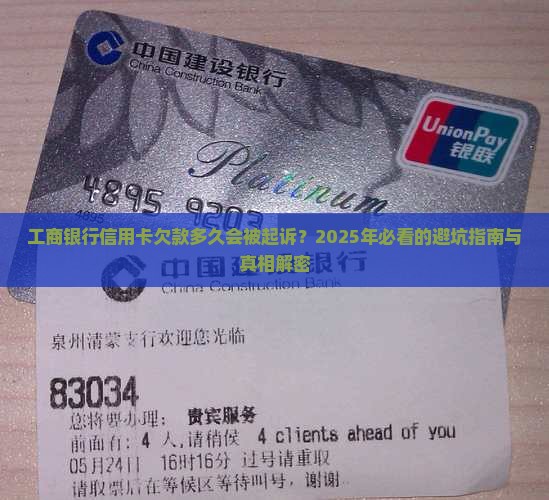 中国建设银行
China Construction Bank
UnionPay
银联
Platinum
4895 9203
工商银行信用卡欠款多久会被起诉？2025年必看的避坑指南与
真相解密
中国建设银行
China Construction Bank
泉州清蒙支行欢迎您光临
83034
您将要办理： 贵宾服务
前面有: 4 人,请稍侯 4 clients ahead of you
05月24日 16时16分 过号请重取
请取票后在等候区等待叫号，谢谢